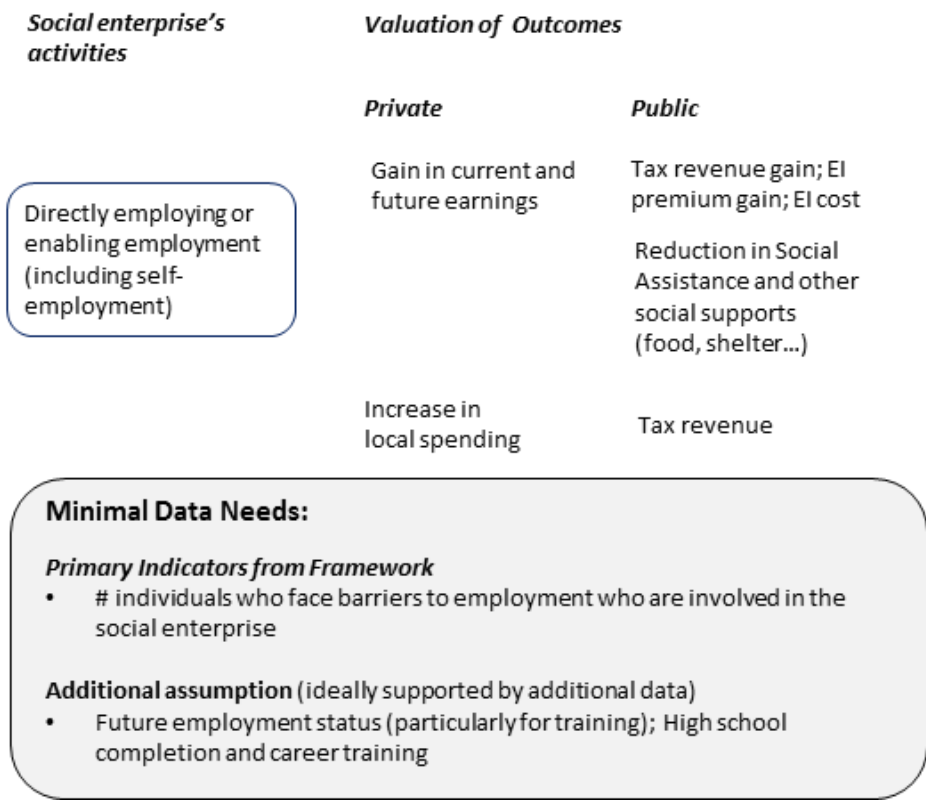 Social enterprise's
activities
Valuation of Outcomes
Private
Public
Gain in current and
future earnings
Tax revenue gain; EI
premium gain; EI cost
Directly employing or
enabling employment
(including self-
employment)
Reduction in Social
Assistance and other
social supports
(food, shelter…)
Increase in
local spending
Tax revenue
Minimal Data Needs:
Primary Indicators from Framework
• # individuals who face barriers to employment who are involved in the
social enterprise
Additional assumption (ideally supported by additional data)
• Future employment status (particularly for training); High school
completion and career training